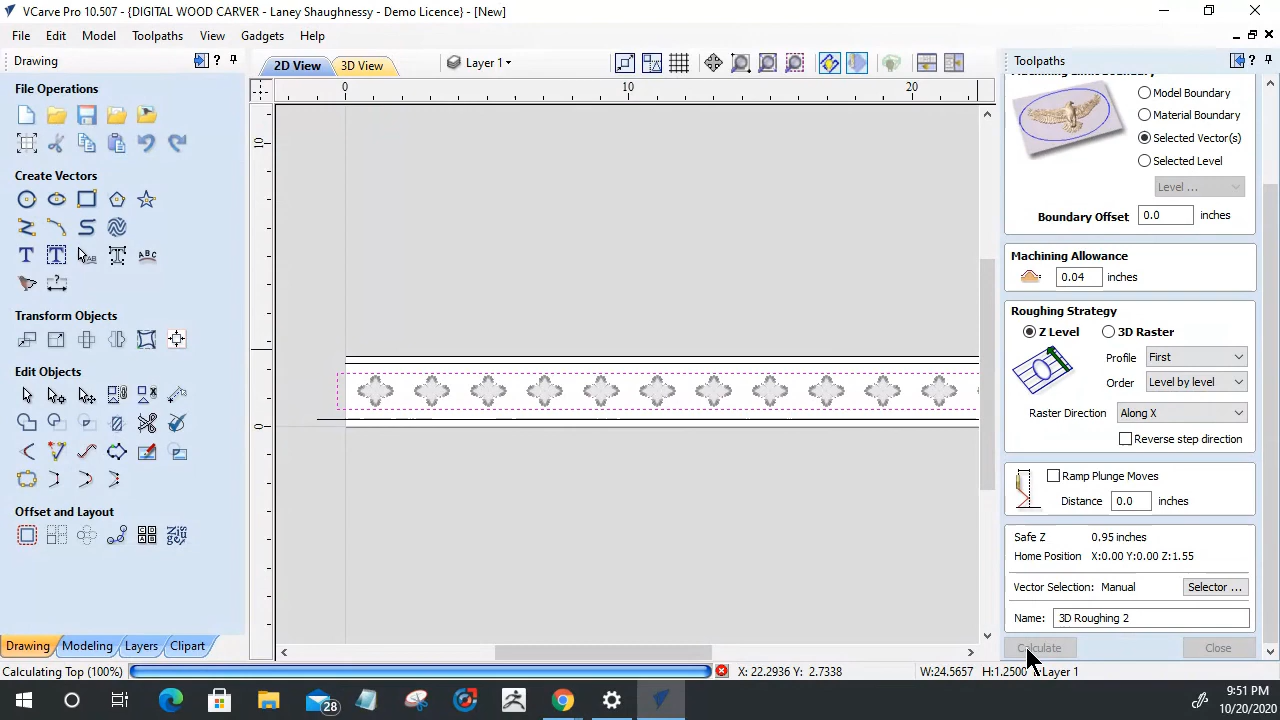 VCarve Pro 10.507 - {DIGITAL WOOD CARVER - Laney Shaughnessy - Demo Licence} - [New]
File Edit Model Toolpaths View Gadgets Help
Drawing
File Operations
Create Vectors
Transform Objects
Edit Objects
Offset and Layout
Drawing Modeling Layers Clipart
2D View 3D View Layer 1
0 10 20
10
0
Toolpaths
Machining Limit Boundary
Model Boundary
Material Boundary
Selected Vector(s)
Selected Level
Level ...
Boundary Offset 0.0 inches
Machining Allowance
0.04 inches
Roughing Strategy
Z Level 3D Raster
Profile First
Order Level by level
Raster Direction Along X
Reverse step direction
Ramp Plunge Moves
Distance 0.0 inches
Safe Z 0.95 inches
Home Position X:0.00 Y:0.00 Z:1.55
Vector Selection: Manual Selector ...
Name: 3D Roughing 2
Calculate Close
Calculating Top (100%) X: 22.2936 Y: 2.7338 W:24.5657 H:1.2500 Layer 1
28
9:51 PM
10/20/2020